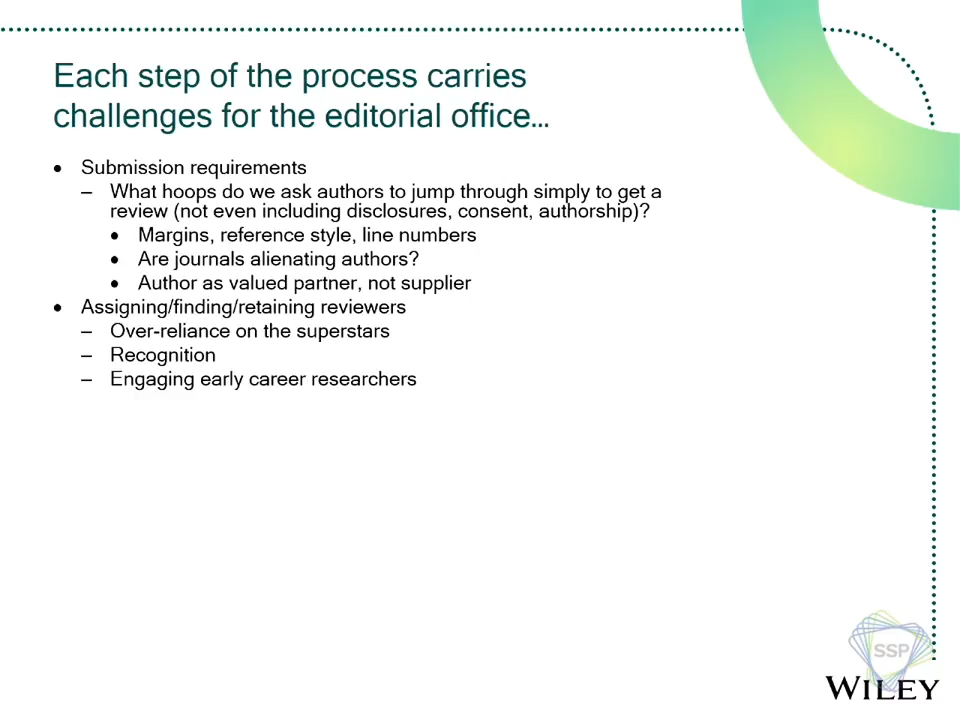 Each step of the process carries
challenges for the editorial office…
• Submission requirements
– What hoops do we ask authors to jump through simply to get a
review (not even including disclosures, consent, authorship)?
• Margins, reference style, line numbers
• Are journals alienating authors?
• Author as valued partner, not supplier
• Assigning/finding/retaining reviewers
– Over-reliance on the superstars
– Recognition
– Engaging early career researchers
SSP
WILEY